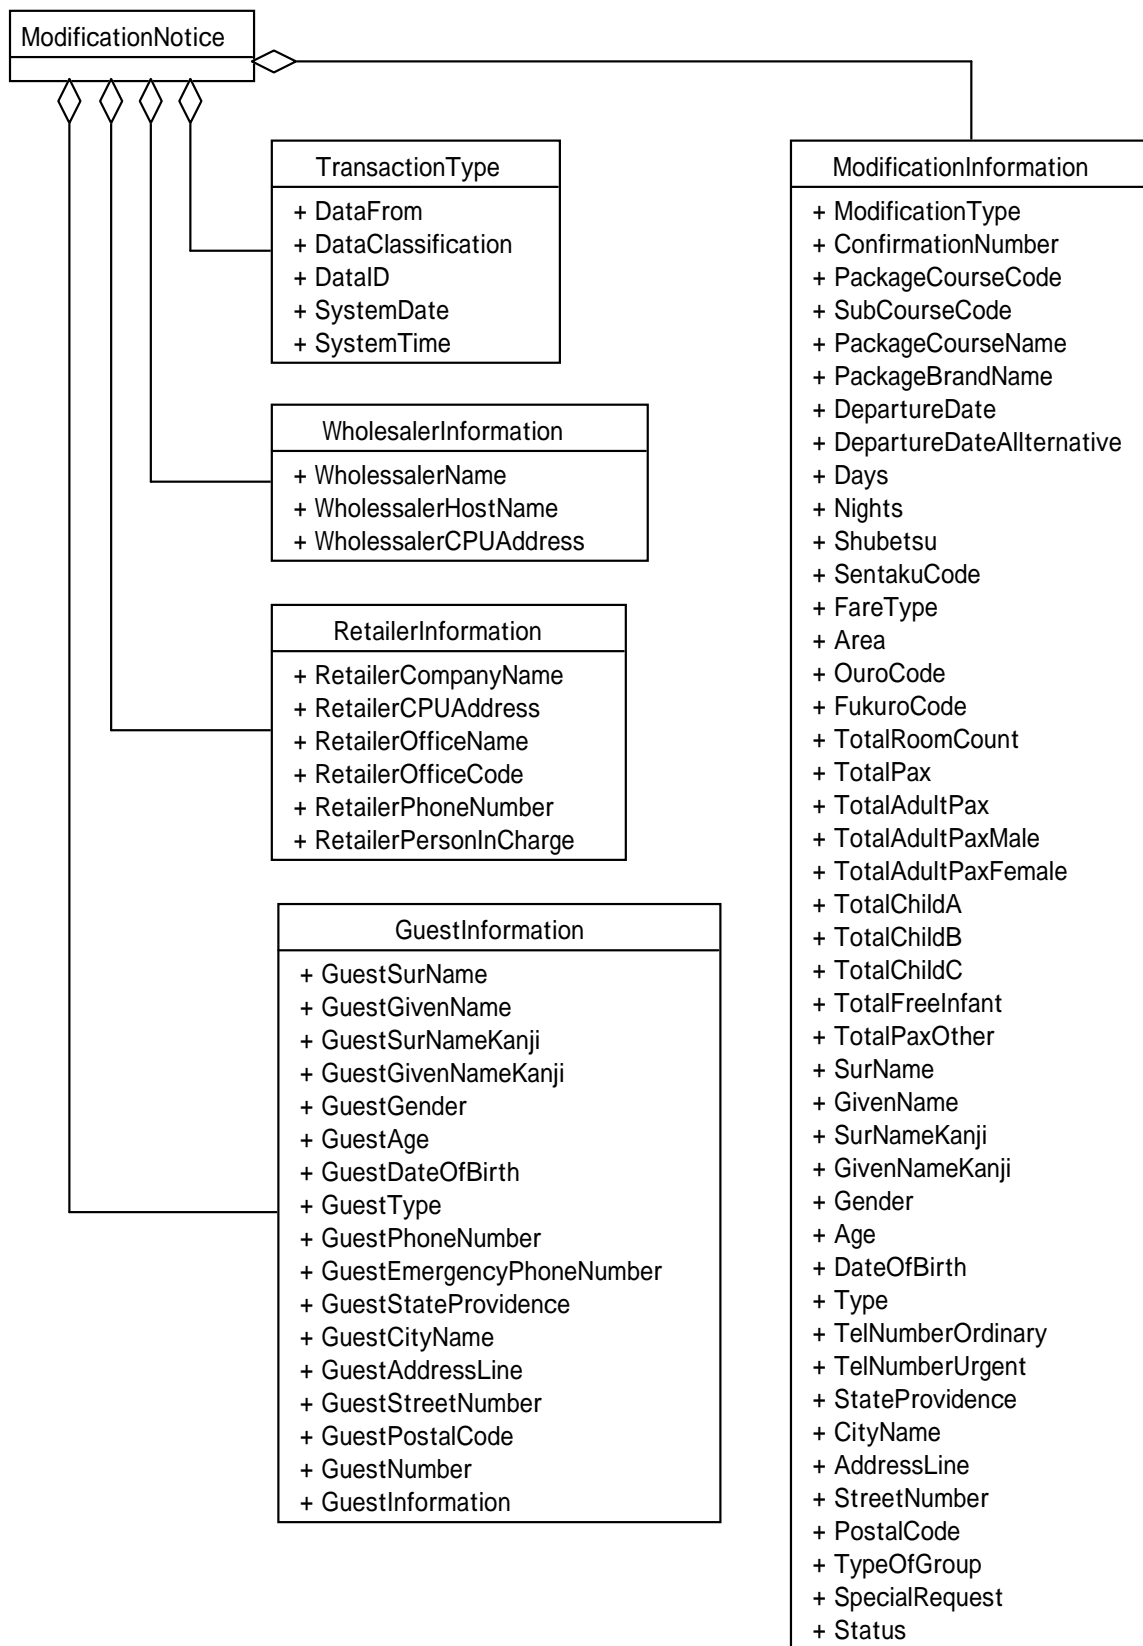 ModificationNotice
TransactionType
+ DataFrom
+ DataClassification
+ DataID
+ SystemDate
+ SystemTime
WholesalerInformation
+ WholessalerName
+ WholessalerHostName
+ WholessalerCPUAddress
RetailerInformation
+ RetailerCompanyName
+ RetailerCPUAddress
+ RetailerOfficeName
+ RetailerOfficeCode
+ RetailerPhoneNumber
+ RetailerPersonInCharge
GuestInformation
+ GuestSurName
+ GuestGivenName
+ GuestSurNameKanji
+ GuestGivenNameKanji
+ GuestGender
+ GuestAge
+ GuestDateOfBirth
+ GuestType
+ GuestPhoneNumber
+ GuestEmergencyPhoneNumber
+ GuestStateProvidence
+ GuestCityName
+ GuestAddressLine
+ GuestStreetNumber
+ GuestPostalCode
+ GuestNumber
+ GuestInformation
ModificationInformation
+ ModificationType
+ ConfirmationNumber
+ PackageCourseCode
+ SubCourseCode
+ PackageCourseName
+ PackageBrandName
+ DepartureDate
+ DepartureDateAllternative
+ Days
+ Nights
+ Shubetsu
+ SentakuCode
+ FareType
+ Area
+ OuroCode
+ FukuroCode
+ TotalRoomCount
+ TotalPax
+ TotalAdultPax
+ TotalAdultPaxMale
+ TotalAdultPaxFemale
+ TotalChildA
+ TotalChildB
+ TotalChildC
+ TotalFreeInfant
+ TotalPaxOther
+ SurName
+ GivenName
+ SurNameKanji
+ GivenNameKanji
+ Gender
+ Age
+ DateOfBirth
+ Type
+ TelNumberOrdinary
+ TelNumberUrgent
+ StateProvidence
+ CityName
+ AddressLine
+ StreetNumber
+ PostalCode
+ TypeOfGroup
+ SpecialRequest
+ Status